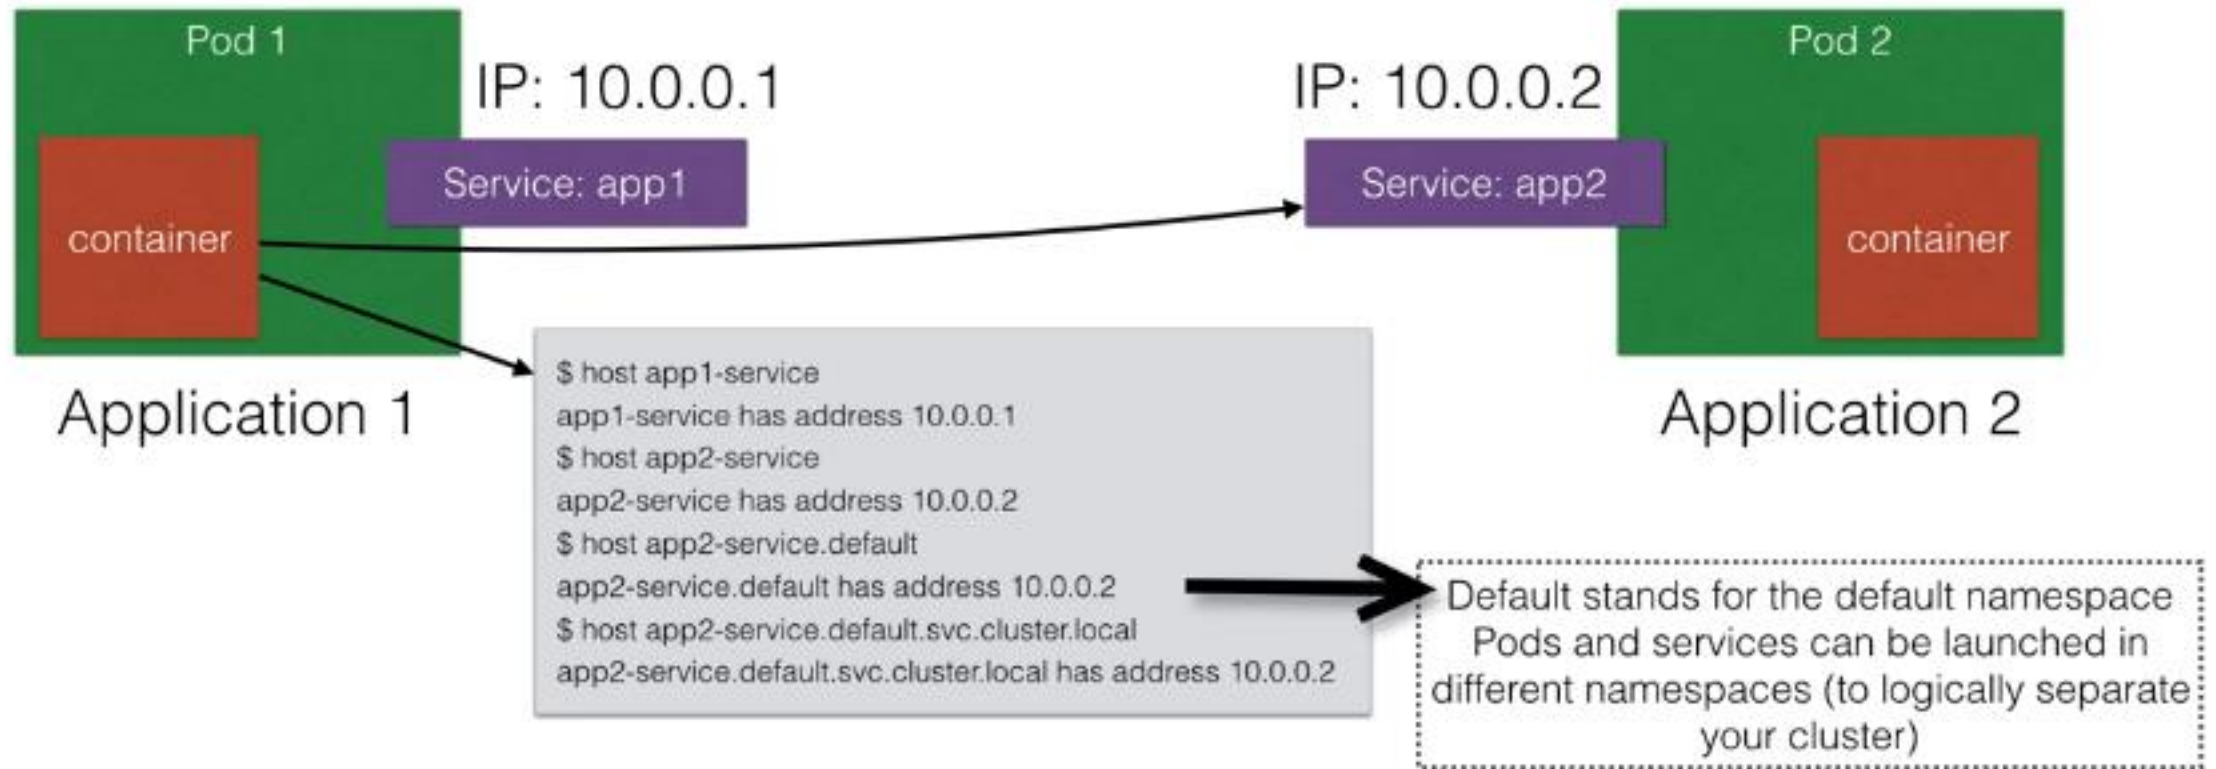 Pod 1
IP: 10.0.0.1
Service: app1
container
Application 1
IP: 10.0.0.2
Pod 2
Service: app2
container
Application 2
$ host app1-service
app1-service has address 10.0.0.1
$ host app2-service
app2-service has address 10.0.0.2
$ host app2-service.default
app2-service.default has address 10.0.0.2
$ host app2-service.default.svc.cluster.local
app2-service.default.svc.cluster.local has address 10.0.0.2
Default stands for the default namespace
Pods and services can be launched in
different namespaces (to logically separate
your cluster)